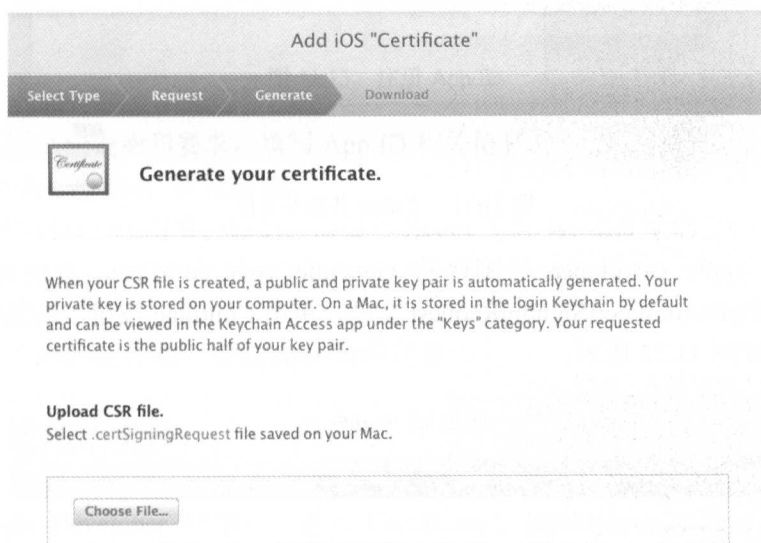 Add iOS "Certificate"
Select Type Request Generate Download
Certificate
Generate your certificate.
When your CSR file is created, a public and private key pair is automatically generated. Your
private key is stored on your computer. On a Mac, it is stored in the login Keychain by default
and can be viewed in the Keychain Access app under the "Keys" category. Your requested
certificate is the public half of your key pair.
Upload CSR file.
Select .certSigningRequest file saved on your Mac.
Choose File...